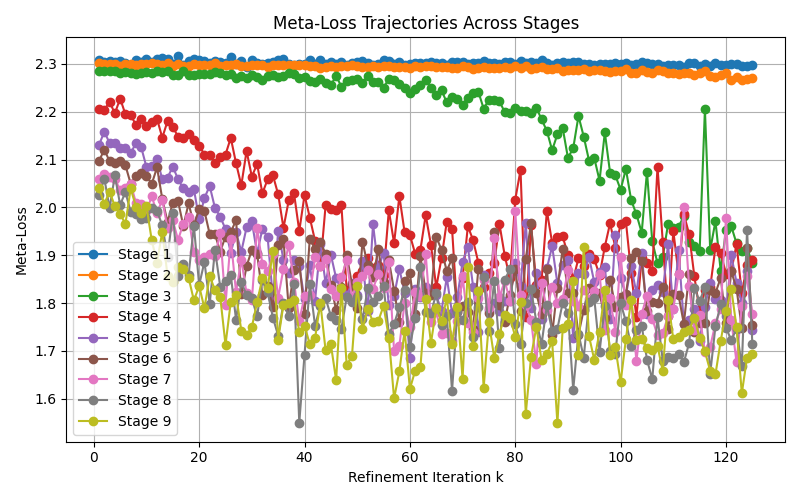 Meta-Loss Trajectories Across Stages
Meta-Loss
2.3
2.2
2.1
2.0
1.9
1.8
1.7
1.6
Stage 1
Stage 2
Stage 3
Stage 4
Stage 5
Stage 6
Stage 7
Stage 8
Stage 9
0 20 40 60 80 100 120
Refinement Iteration k